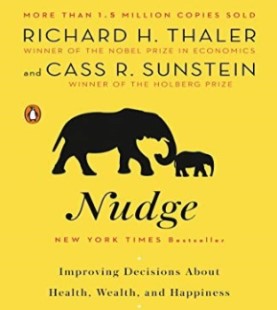 MORE THAN 1.5 MILLION COPIES SOLD
RICHARD H. THALER
WINNER OF THE NOBEL PRIZE IN ECONOMICS
and CASS R. SUNSTEIN
WINNER OF THE HOLBERG PRIZE
Nudge
NEW YORK TIMES Bestseller
Improving Decisions About
Health, Wealth, and Happiness